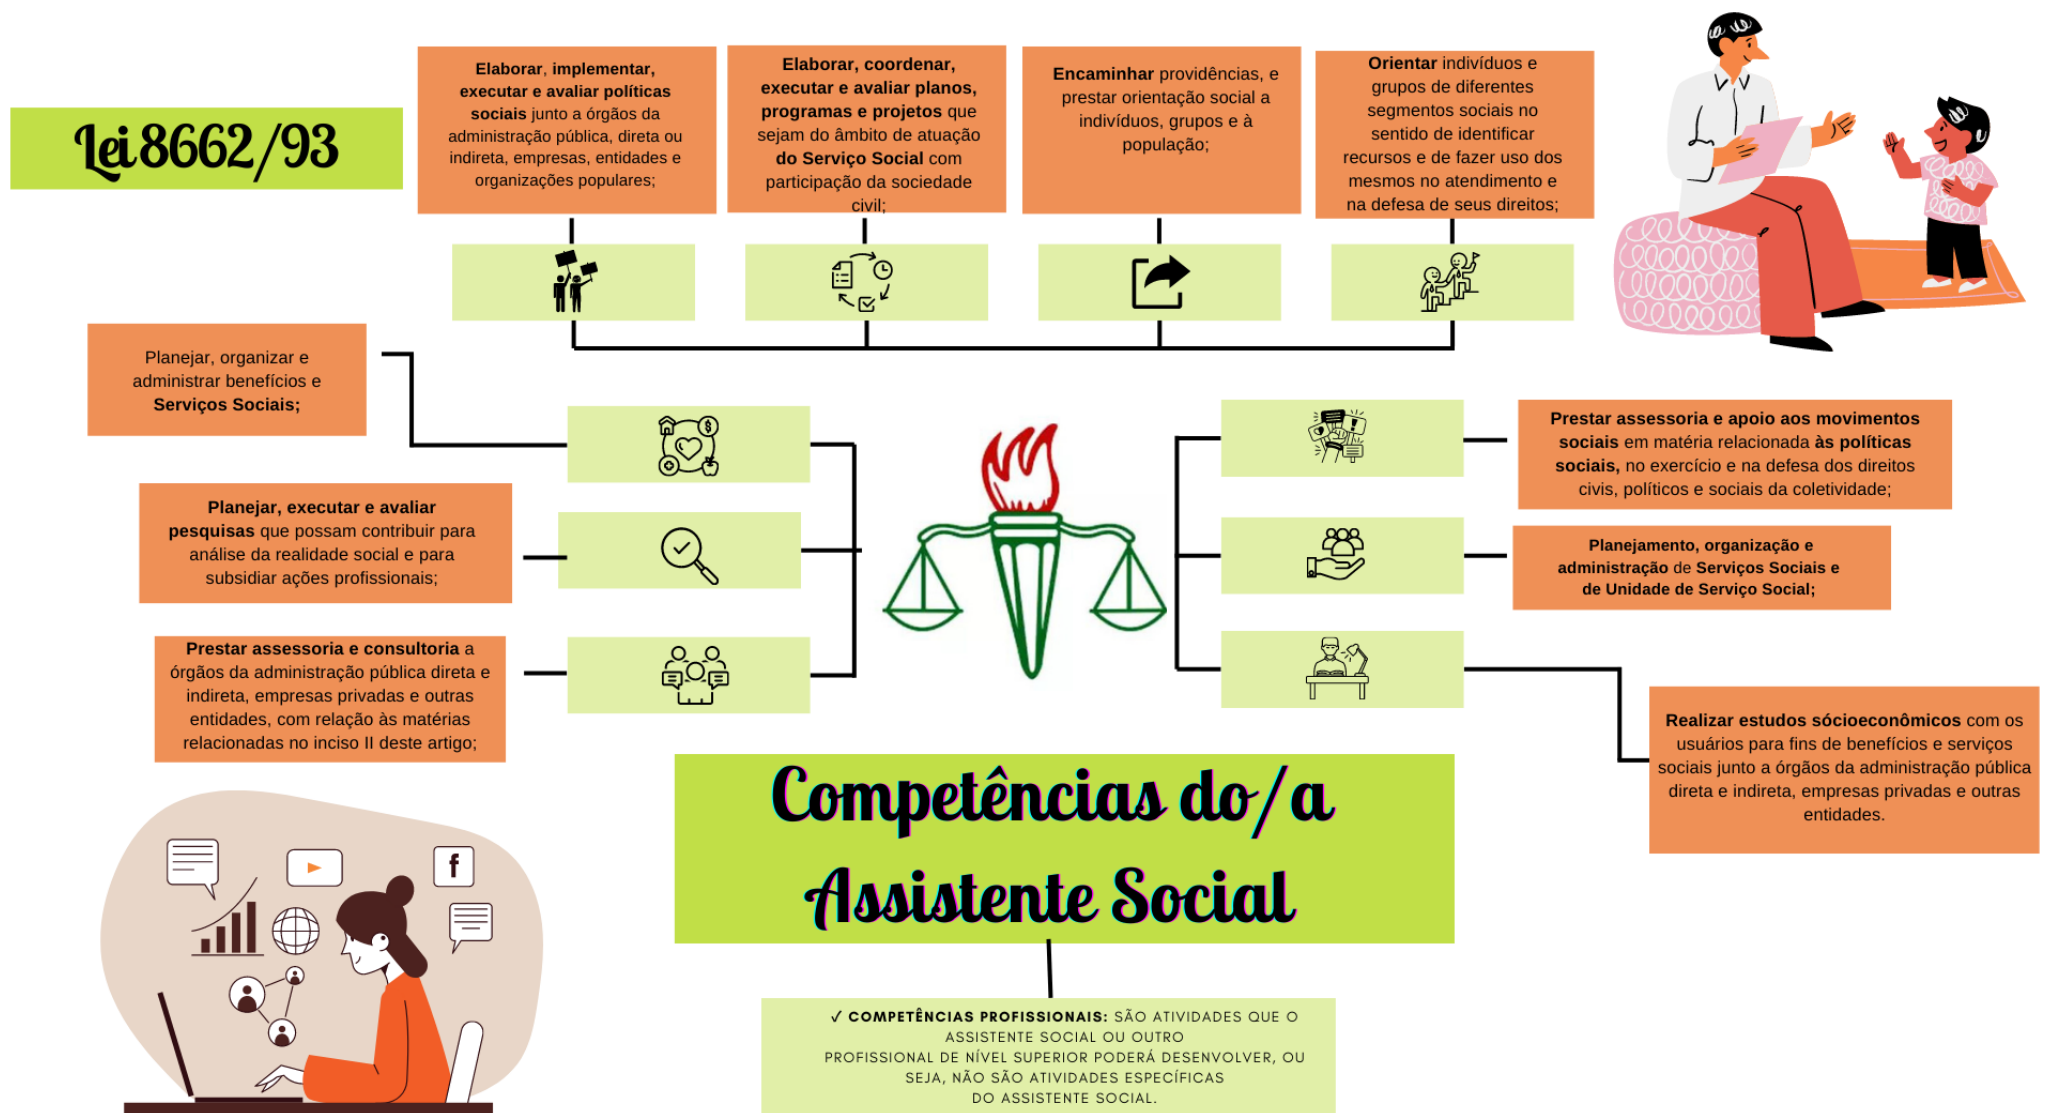 Lei 8662/93
Elaborar, implementar,
executar e avaliar políticas
sociais junto a órgãos da
administração pública, direta ou
indireta, empresas, entidades e
organizações populares;
Elaborar, coordenar,
executar e avaliar planos,
programas e projetos que
sejam do âmbito de atuação
do Serviço Social com
participação da sociedade
civil;
Encaminhar providências, e
prestar orientação social a
indivíduos, grupos e à
população;
Orientar indivíduos e
grupos de diferentes
segmentos sociais no
sentido de identificar
recursos e de fazer uso dos
mesmos no atendimento e
na defesa de seus direitos;
Planejar, organizar e
administrar benefícios e
Serviços Sociais;
Planejar, executar e avaliar
pesquisas que possam contribuir para
análise da realidade social e para
subsidiar ações profissionais;
Prestar assessoria e consultoria a
órgãos da administração pública direta e
indireta, empresas privadas e outras
entidades, com relação às matérias
relacionadas no inciso II deste artigo;
Prestar assessoria e apoio aos movimentos
sociais em matéria relacionada às políticas
sociais, no exercício e na defesa dos direitos
civis, políticos e sociais da coletividade;
Planejamento, organização e
administração de Serviços Sociais e
de Unidade de Serviço Social;
Realizar estudos sócioeconômicos com os
usuários para fins de benefícios e serviços
sociais junto a órgãos da administração pública
direta e indireta, empresas privadas e outras
entidades.
Competências do/a
Assistente Social
✓ COMPETÊNCIAS PROFISSIONAIS: SÃO ATIVIDADES QUE O
ASSISTENTE SOCIAL OU OUTRO
PROFISSIONAL DE NÍVEL SUPERIOR PODERÁ DESENVOLVER, OU
SEJA, NÃO SÃO ATIVIDADES ESPECÍFICAS
DO ASSISTENTE SOCIAL.
f